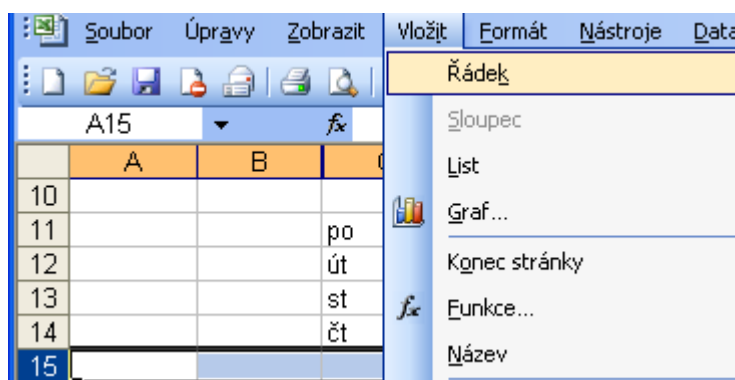 Soubor Úpravy Zobrazit Vložit Formát Nástroje Data
Řádek
A15 fx Sloupec
A B List
10
Graf...
11 po
12 út Konec stránky
13 st fx Funkce...
14 čt
15 Název